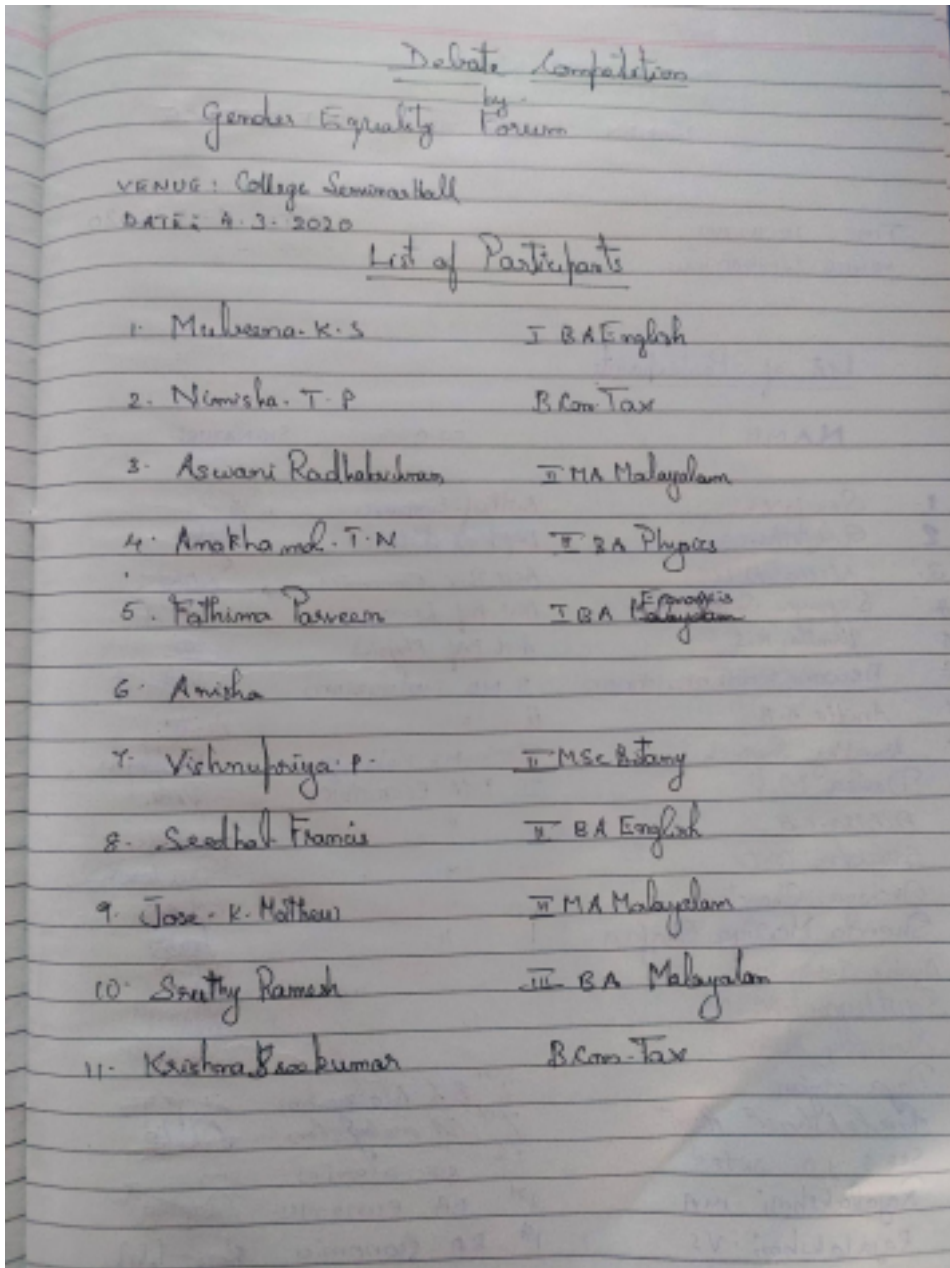 Debate Competition
by
Gender Equality Forum
VENUE: College Seminar Hall
DATE: 4.3.2020
List of Participants
1. Mubeena. K. S I BA English
2. Nimisha. T. P B.Com. Tax
3. Aswani Radhakrishnan II MA Malayalam
4. T. N II BA Physics
5. Fathima Parveen I BA
6. Anisha
7. Vishnupriya. P. II MSc Botany
8. Francis II BA English
9. Jose. K. Mathew II MA Malayalam
10. Sruthy Ramesh III BA Malayalam
11. Krishna B.Com. Tax